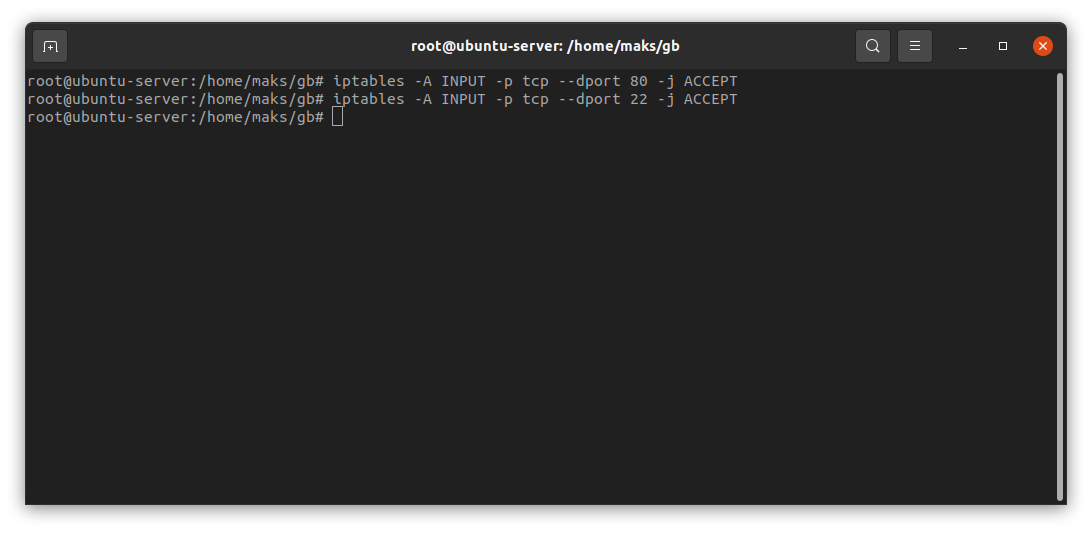 root@ubuntu-server: /home/maks/gb
root@ubuntu-server:/home/maks/gb# iptables -A INPUT -p tcp --dport 80 -j ACCEPT
root@ubuntu-server:/home/maks/gb# iptables -A INPUT -p tcp --dport 22 -j ACCEPT
root@ubuntu-server:/home/maks/gb#